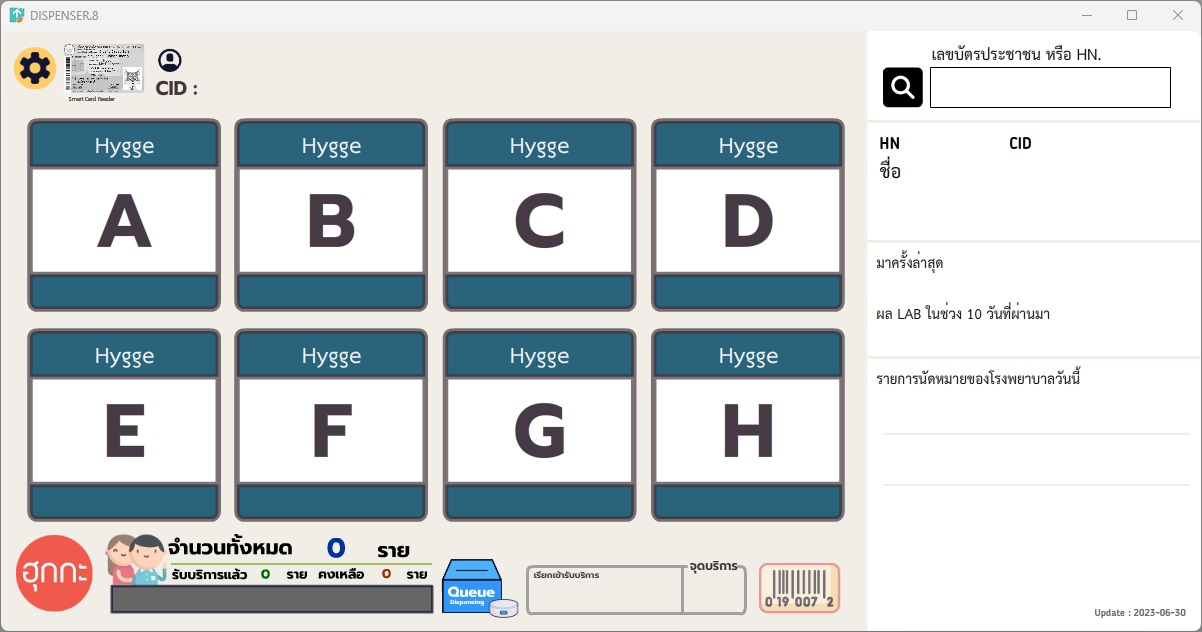 DISPENSER.8
Smart Card Reader
CID :
Hygge
A
Hygge
B
Hygge
C
Hygge
D
Hygge
E
Hygge
F
Hygge
G
Hygge
H
ฮุกกะ
จำนวนทั้งหมด 0 ราย
รับบริการแล้ว 0 ราย คงเหลือ 0 ราย
Queue
Dispensing
เรียกเข้ารับบริการ
จุดบริการ
0 19 007 2
เลขบัตรประชาชน หรือ HN.
HN CID
ชื่อ
มาครั้งล่าสุด
ผล LAB ในช่วง 10 วันที่ผ่านมา
รายการนัดหมายของโรงพยาบาลวันนี้
Update : 2023-06-30